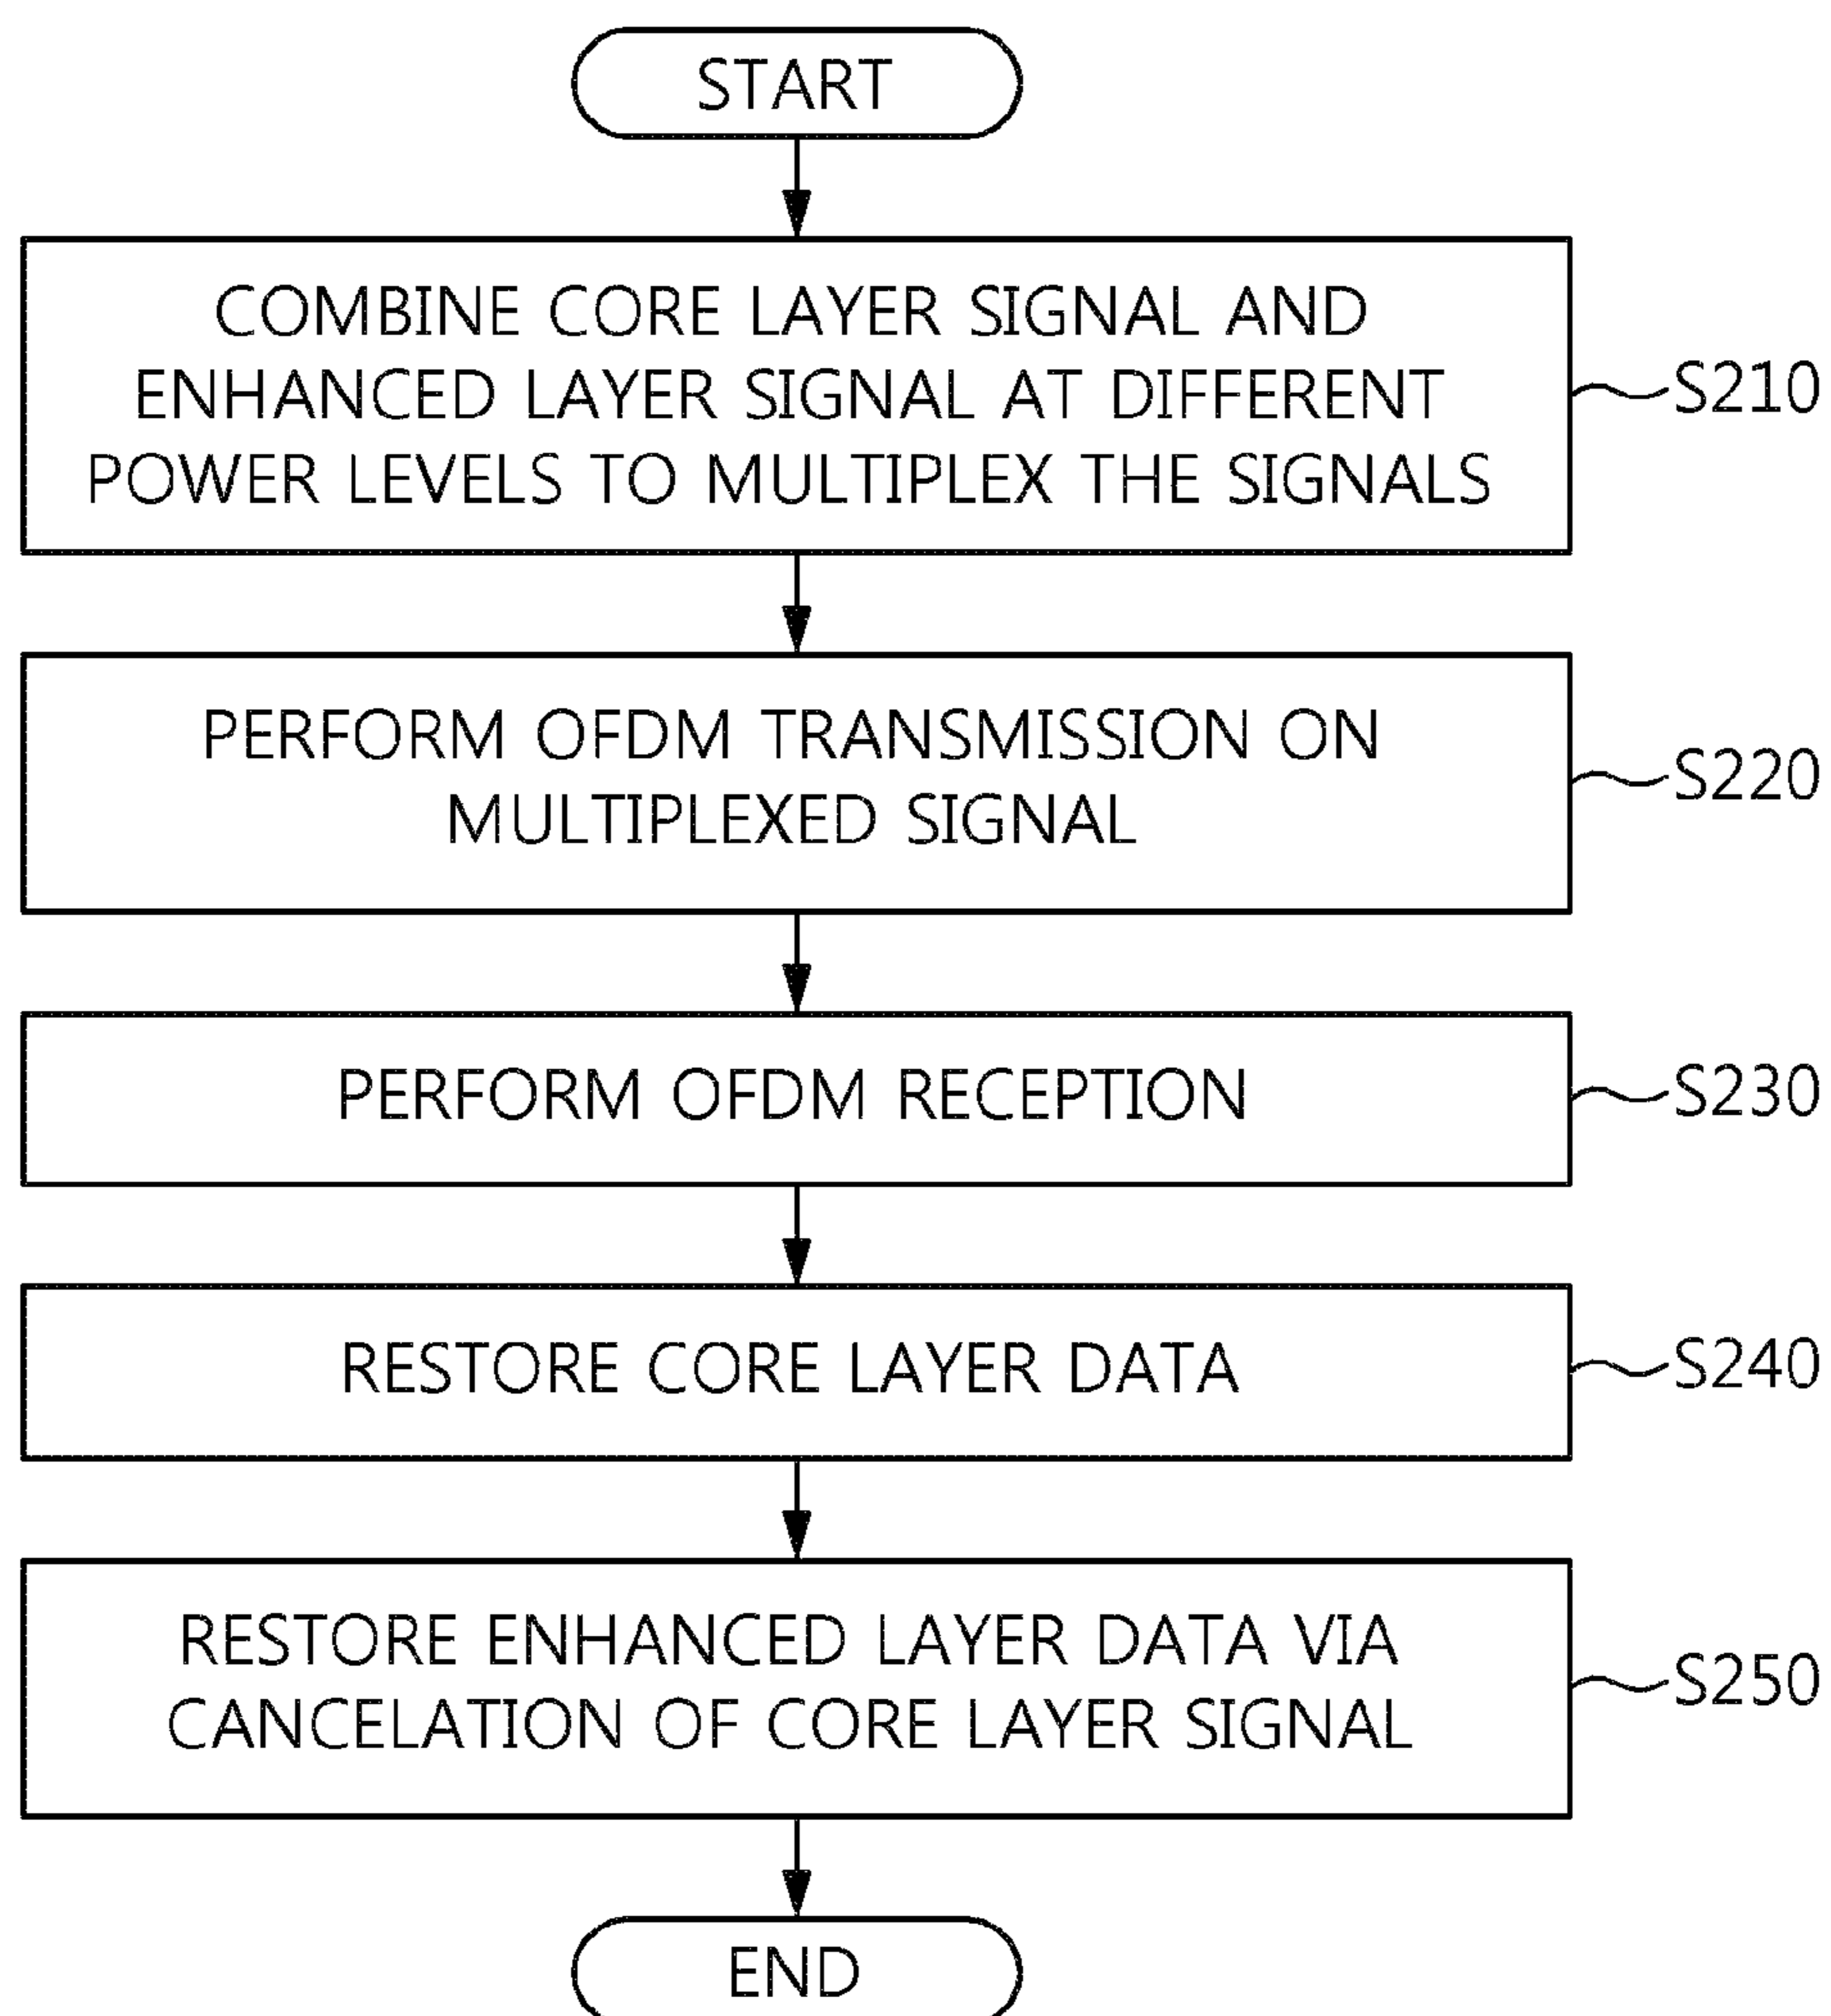 START
COMBINE CORE LAYER SIGNAL AND
ENHANCED LAYER SIGNAL AT DIFFERENT
POWER LEVELS TO MULTIPLEX THE SIGNALS
S210
PERFORM OFDM TRANSMISSION ON
MULTIPLEXED SIGNAL
S220
PERFORM OFDM RECEPTION
S230
RESTORE CORE LAYER DATA
S240
RESTORE ENHANCED LAYER DATA VIA
CANCELATION OF CORE LAYER SIGNAL
S250
END